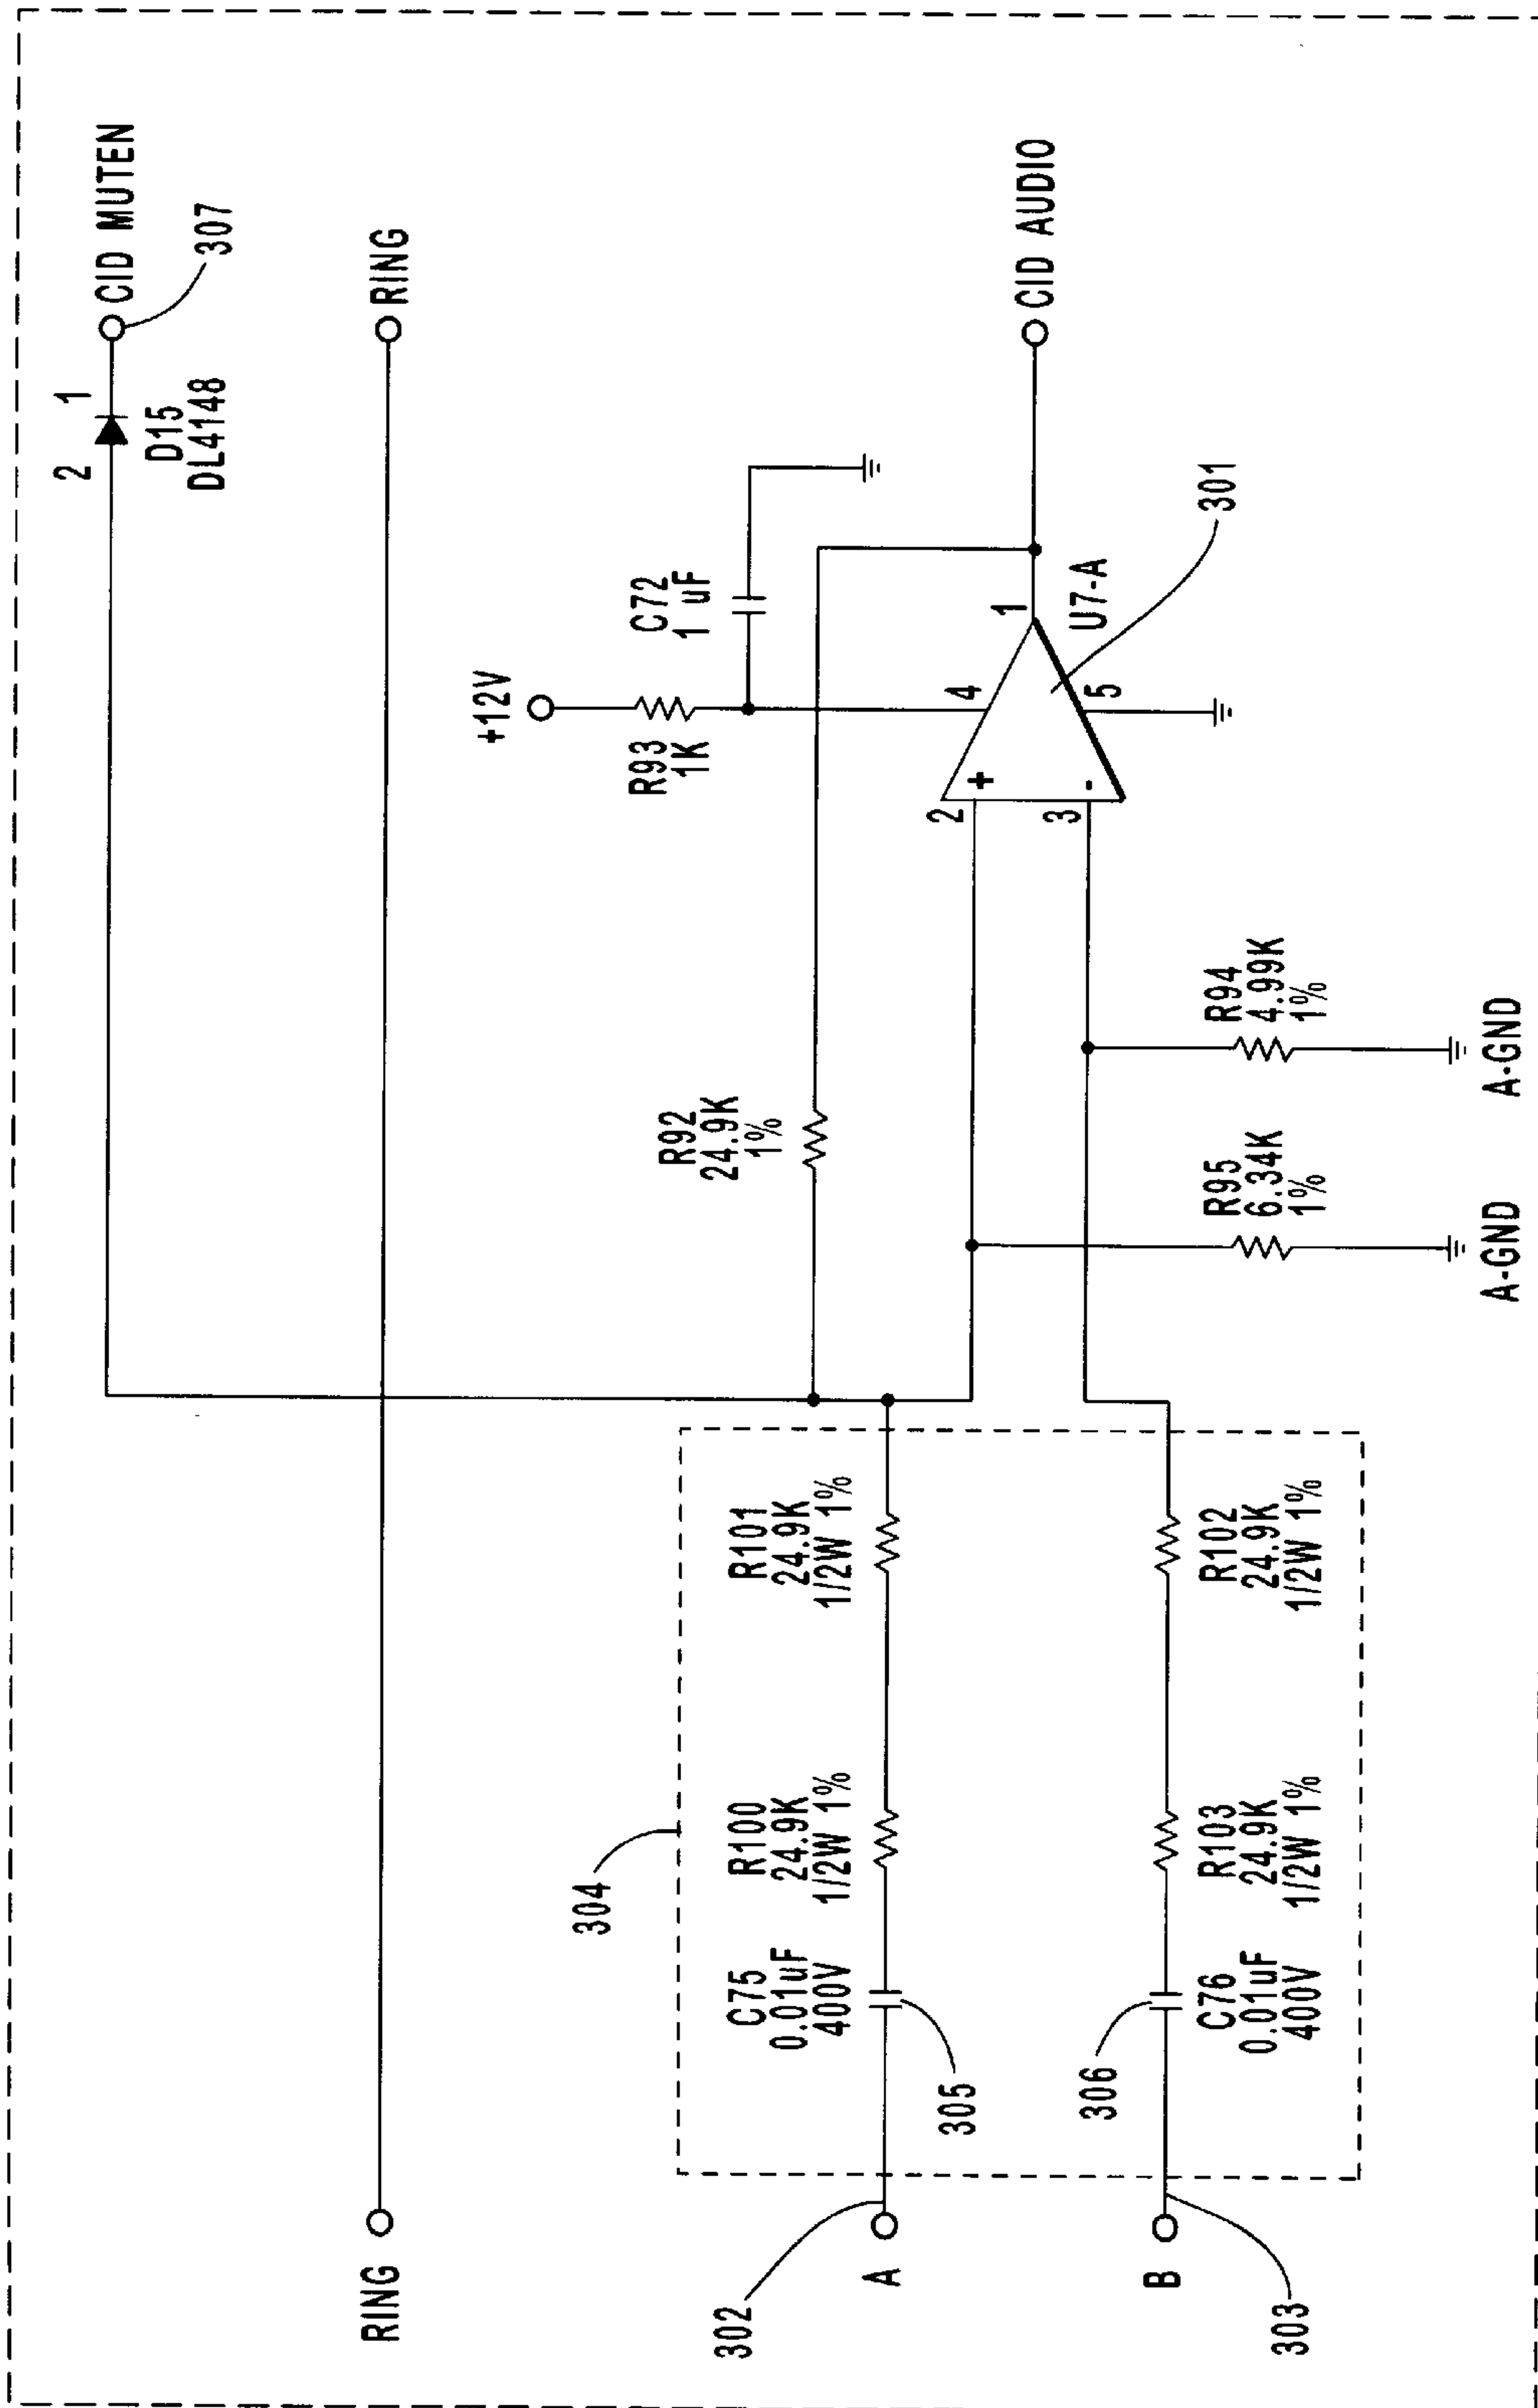 CID MUTEN
307
2
1
D15
DL4148
RING
RING
+12V
R93
1K
C72
1 uF
R92
24.9K
1%
CID AUDIO
1
U7-A
301
4
5
+
-
2
3
R95
6.34K
1%
A-GND
R94
4.99K
1%
A-GND
304
R101
24.9K
1/2W 1%
R100
24.9K
1/2W 1%
C75
0.01uF
400V
305
302
A
R102
24.9K
1/2W 1%
R103
24.9K
1/2W 1%
306
C76
0.01uF
400V
B
303